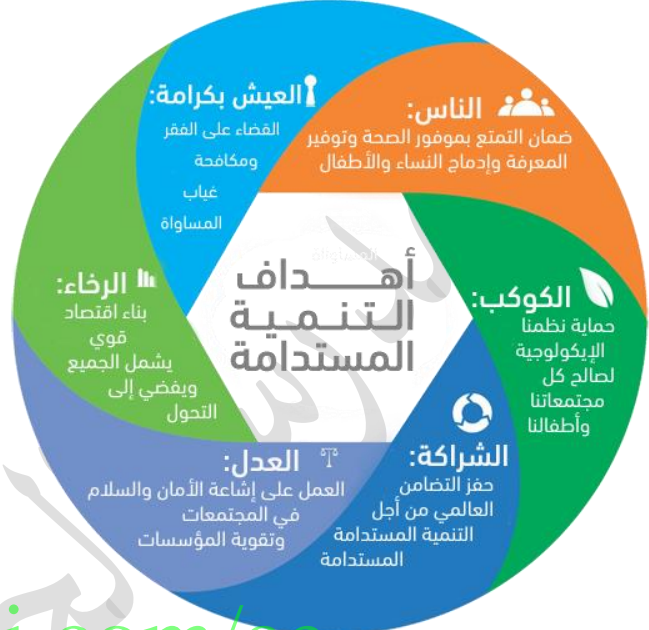 أهـــداف
التـنـمـيـة
المستدامة
العيش بكرامة:
القضاء على الفقر
ومكافحة
غياب
المساواة
الناس:
ضمان التمتع بموفور الصحة وتوفير
المعرفة وإدماج النساء والأطفال
الكوكب:
حماية نظمنا
الإيكولوجية
لصالح كل
مجتمعاتنا
وأطفالنا
الشراكة:
حفز التضامن
العالمي من أجل
التنمية المستدامة
المستدامة
العدل:
العمل على إشاعة الأمان والسلام
في المجتمعات
وتقوية المؤسسات
الرخاء:
بناء اقتصاد
قوي
يشمل الجميع
ويفضي إلى
التحول